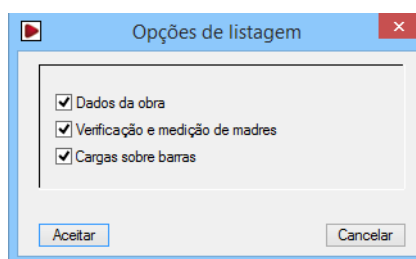 Opções de listagem
Dados da obra
Verificação e medição de madres
Cargas sobre barras
Aceitar
Cancelar